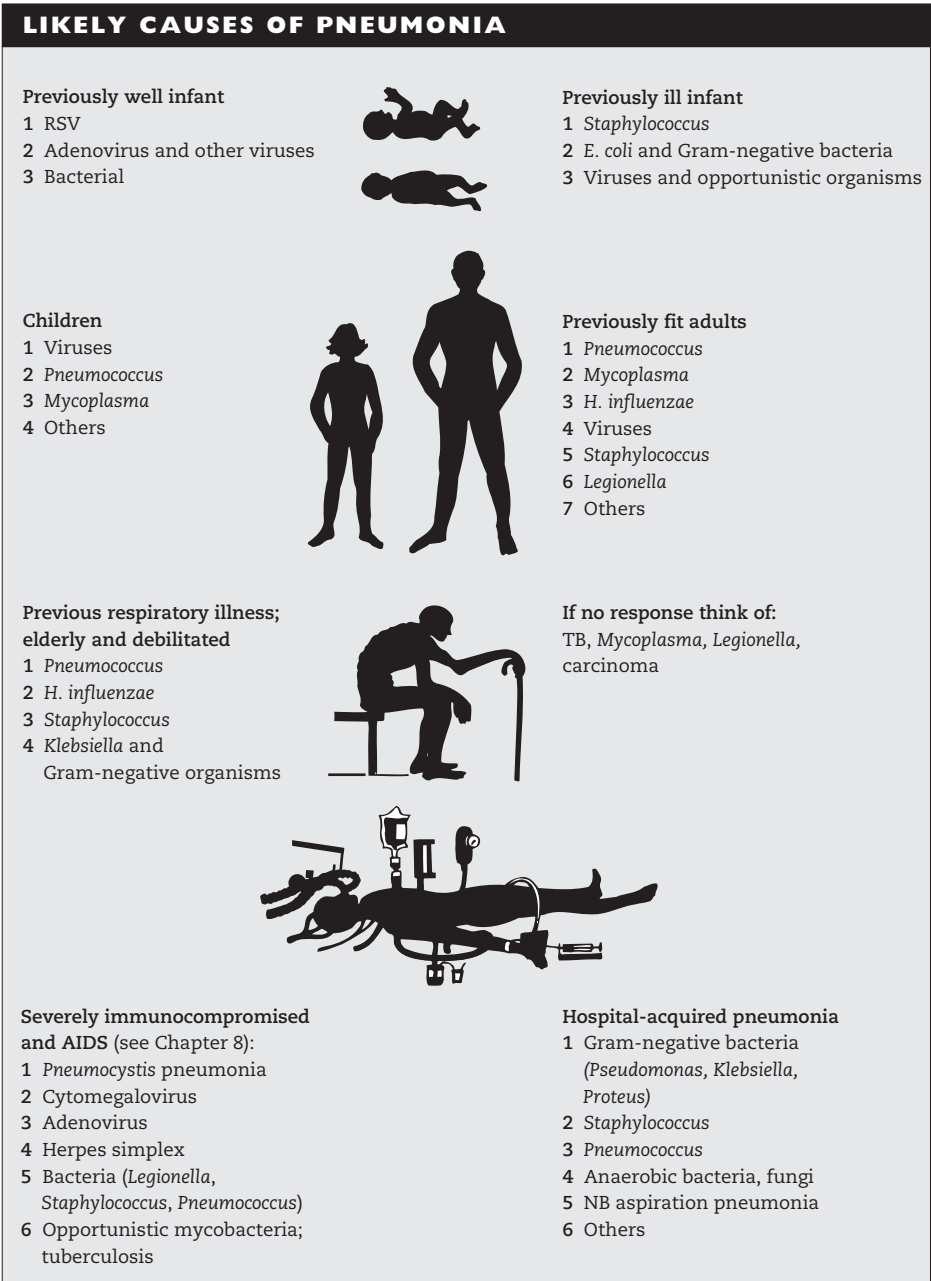 LIKELY CAUSES OF PNEUMONIA
Previously well infant
1 RSV
2 Adenovirus and other viruses
3 Bacterial
Previously ill infant
1 Staphylococcus
2 E. coli and Gram-negative bacteria
3 Viruses and opportunistic organisms
Children
1 Viruses
2 Pneumococcus
3 Mycoplasma
4 Others
Previously fit adults
1 Pneumococcus
2 Mycoplasma
3 H. influenzae
4 Viruses
5 Staphylococcus
6 Legionella
7 Others
Previous respiratory illness;
elderly and debilitated
1 Pneumococcus
2 H. influenzae
3 Staphylococcus
4 Klebsiella and
Gram-negative organisms
If no response think of:
TB, Mycoplasma, Legionella,
carcinoma
Severely immunocompromised
and AIDS (see Chapter 8):
1 Pneumocystis pneumonia
2 Cytomegalovirus
3 Adenovirus
4 Herpes simplex
5 Bacteria (Legionella,
Staphylococcus, Pneumococcus)
6 Opportunistic mycobacteria;
tuberculosis
Hospital-acquired pneumonia
1 Gram-negative bacteria
(Pseudomonas, Klebsiella,
Proteus)
2 Staphylococcus
3 Pneumococcus
4 Anaerobic bacteria, fungi
5 NB aspiration pneumonia
6 Others